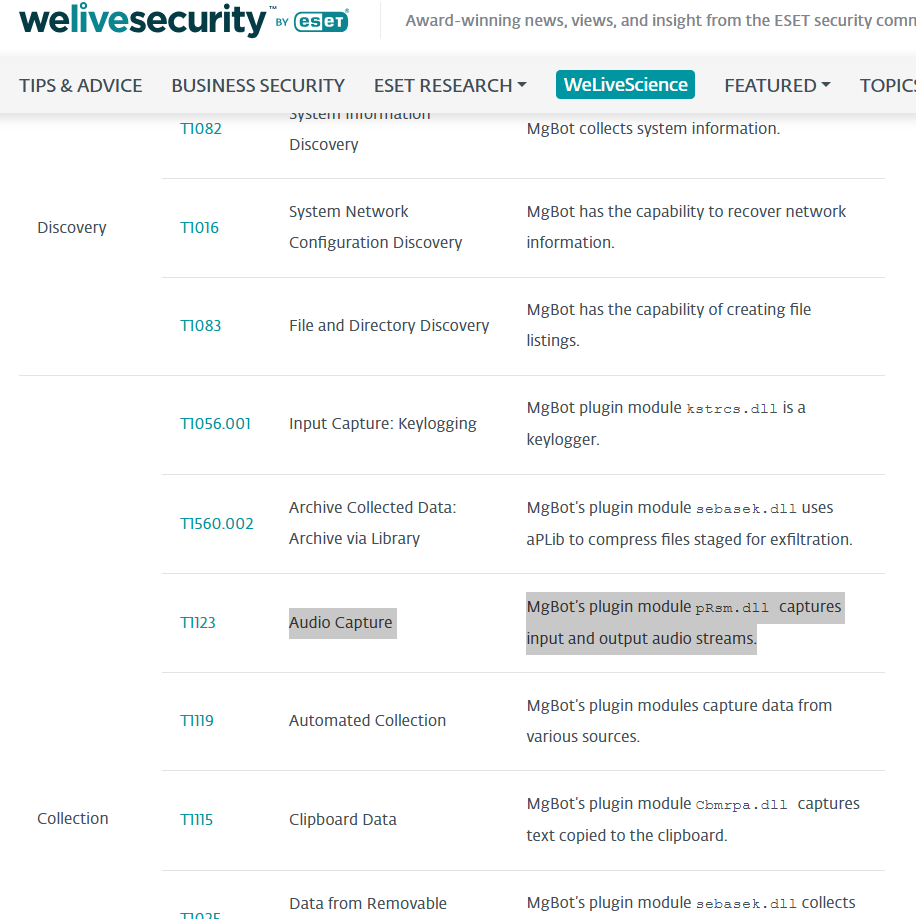 welivesecurity™ BY eseT®
Award-winning news, views, and insight from the ESET security comm
TIPS & ADVICE BUSINESS SECURITY ESET RESEARCH WeLiveScience FEATURED TOPICS
T1082
System Information
Discovery
MgBot collects system information.
Discovery
T1016
System Network
Configuration Discovery
MgBot has the capability to recover network
information.
T1083
File and Directory Discovery
MgBot has the capability of creating file
listings.
Collection
T1056.001
Input Capture: Keylogging
MgBot plugin module kstrcs.dll is a
keylogger.
T1560.002
Archive Collected Data:
Archive via Library
MgBot's plugin module sebasek.dll uses
aPLib to compress files staged for exfiltration.
T1123
Audio Capture
MgBot's plugin module pRsm.dll captures
input and output audio streams.
T1119
Automated Collection
MgBot's plugin modules capture data from
various sources.
T1115
Clipboard Data
MgBot's plugin module Cbmrpa.dll captures
text copied to the clipboard.
T1025
Data from Removable
MgBot's plugin module sebasek.dll collects